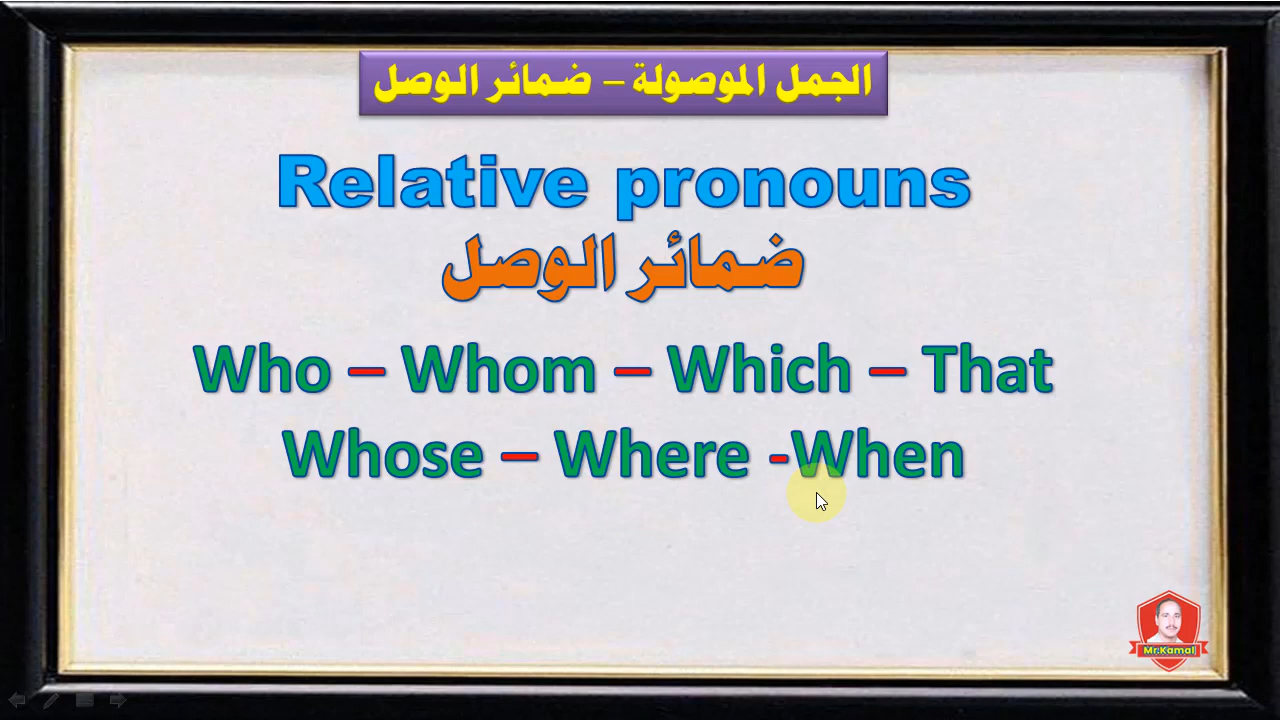 الجمل الموصولة – ضمائر الوصل
Relative pronouns
ضمائر الوصل
Who – Whom – Which – That
Whose – Where -When
Mr.Kamal